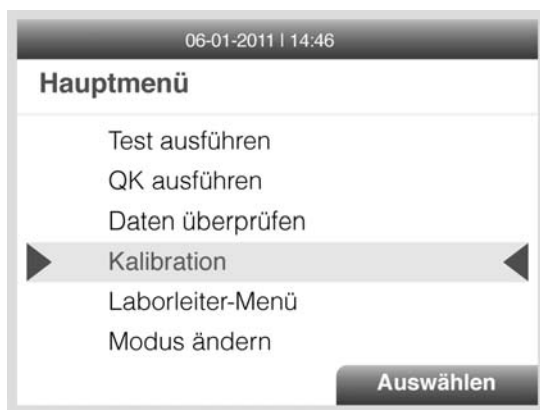 06-01-2011 | 14:46
Hauptmenü
Test ausführen
QK ausführen
Daten überprüfen
Kalibration
Laborleiter-Menü
Modus ändern
Auswählen